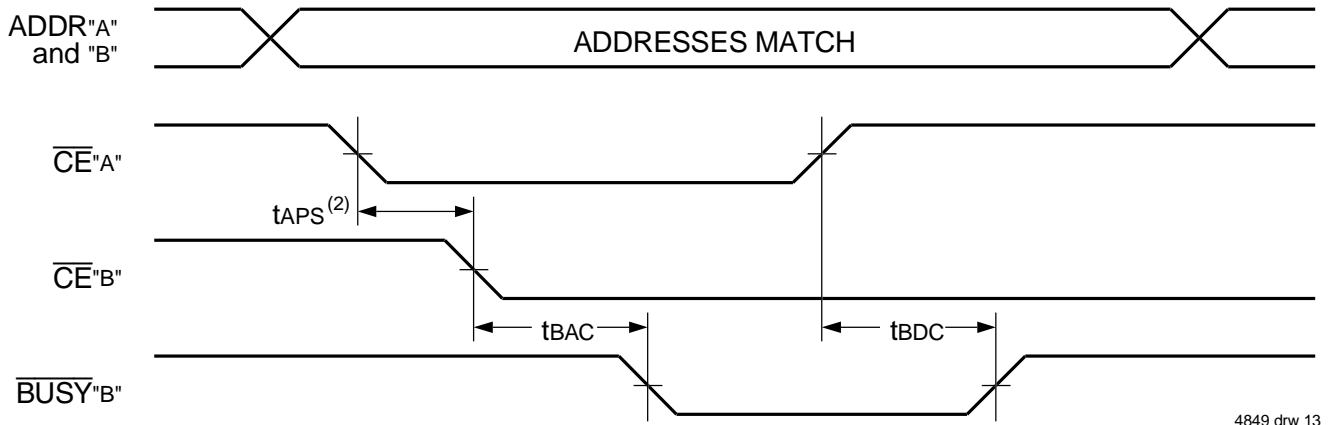 ADDR"A"
and "B"
ADDRESSES MATCH
CE"A"
tAPS(2)
CE"B"
tBAC
tBDC
BUSY"B"
4849 drw 13